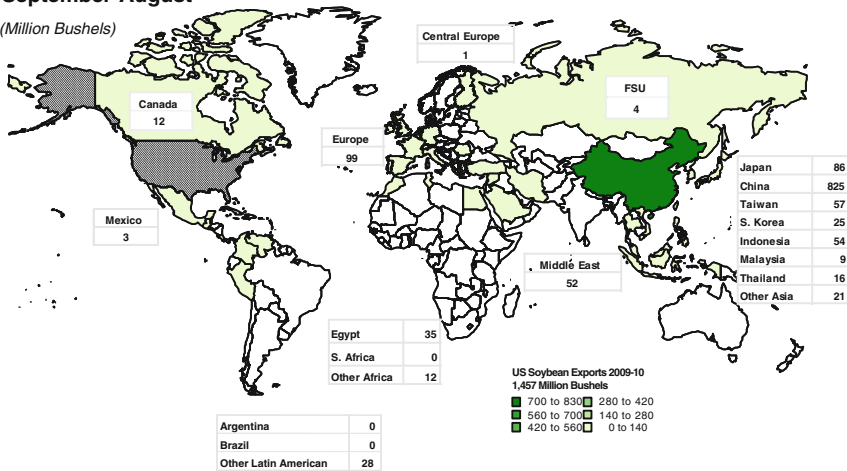 September-August
(Million Bushels)
Central Europe
1
Canada
12
FSU
4
Europe
99
Japan 86
China 825
Taiwan 57
S. Korea 25
Indonesia 54
Malaysia 9
Thailand 16
Other Asia 21
Mexico
3
Middle East
52
Egypt 35
S. Africa 0
Other Africa 12
US Soybean Exports 2009-10
1,457 Million Bushels
700 to 830 280 to 420
560 to 700 140 to 280
420 to 560 0 to 140
Argentina 0
Brazil 0
Other Latin American 28